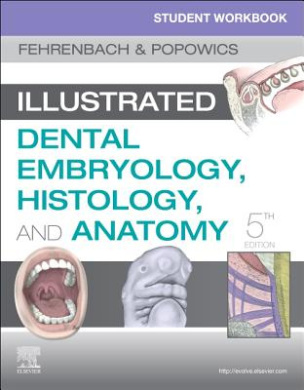 STUDENT WORKBOOK
FEHRENBACH & POPOWICS
ILLUSTRATED
DENTAL
EMBRYOLOGY,
HISTOLOGY,
AND ANATOMY
5TH
EDITION
ELSEVIER
http://evolve.elsevier.com